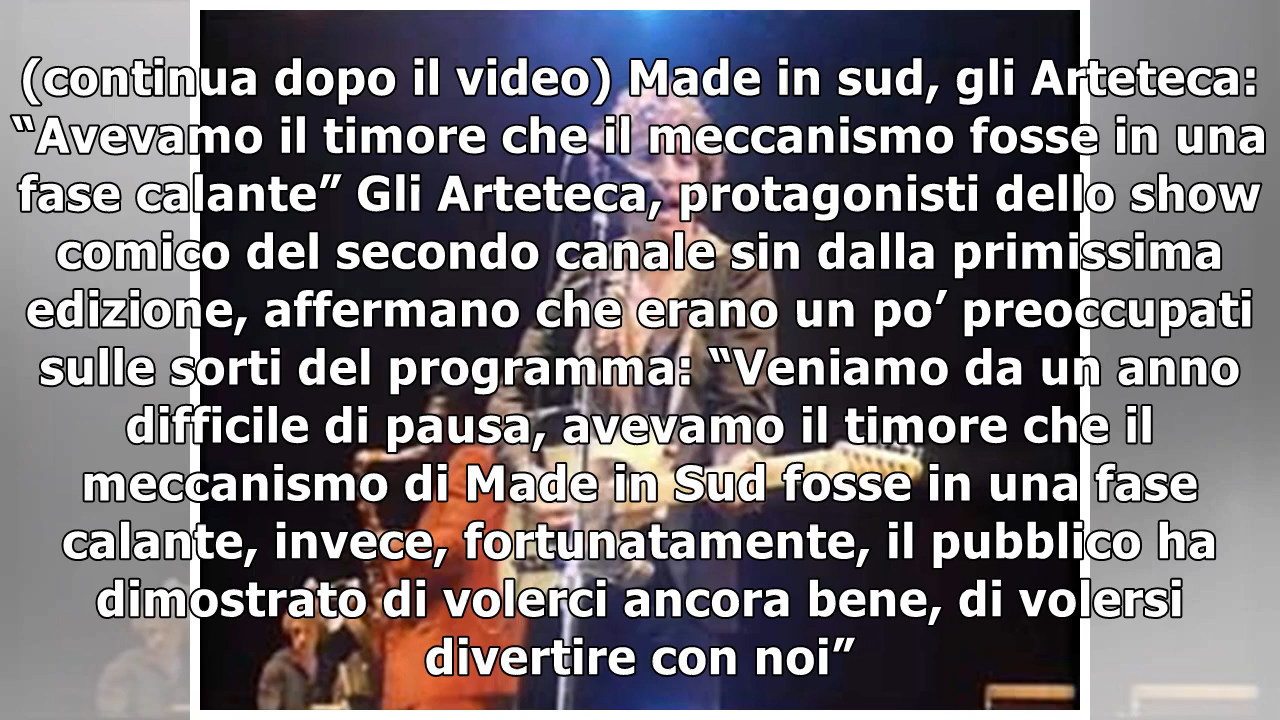 (continua dopo il video) Made in sud, gli Arteteca:
“Avevamo il timore che il meccanismo fosse in una
fase calante” Gli Arteteca, protagonisti dello show
comico del secondo canale sin dalla primissima
edizione, affermano che erano un po’ preoccupati
sulle sorti del programma: “Veniamo da un anno
difficile di pausa, avevamo il timore che il
meccanismo di Made in Sud fosse in una fase
calante, invece, fortunatamente, il pubblico ha
dimostrato di volerci ancora bene, di volersi
divertire con noi”